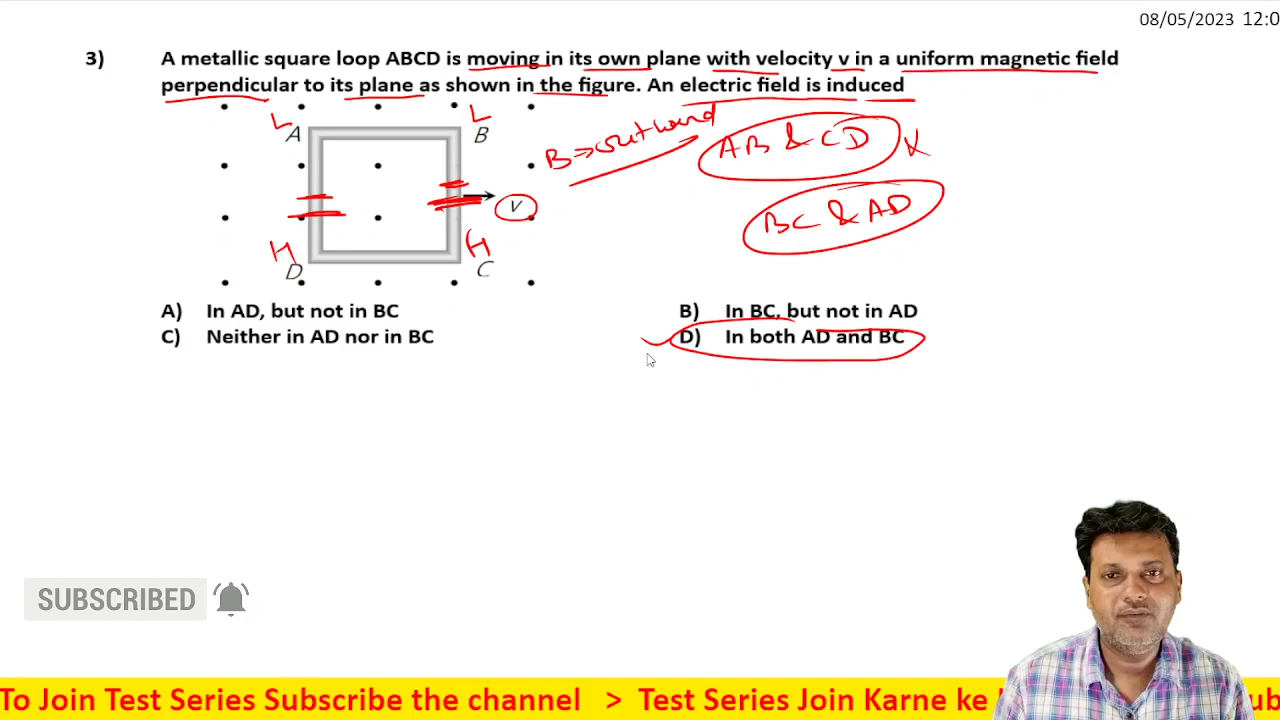 08/05/2023 12:0
3) A metallic square loop ABCD is moving in its own plane with velocity v in a uniform magnetic field
perpendicular to its plane as shown in the figure. An electric field is induced
L L
A B
B⇒outward
AB & CD X
BC & AD
V
H H
D C
A) In AD, but not in BC B) In BC, but not in AD
C) Neither in AD nor in BC D) In both AD and BC
SUBSCRIBED
To Join Test Series Subscribe the channel > Test Series Join Karne ke